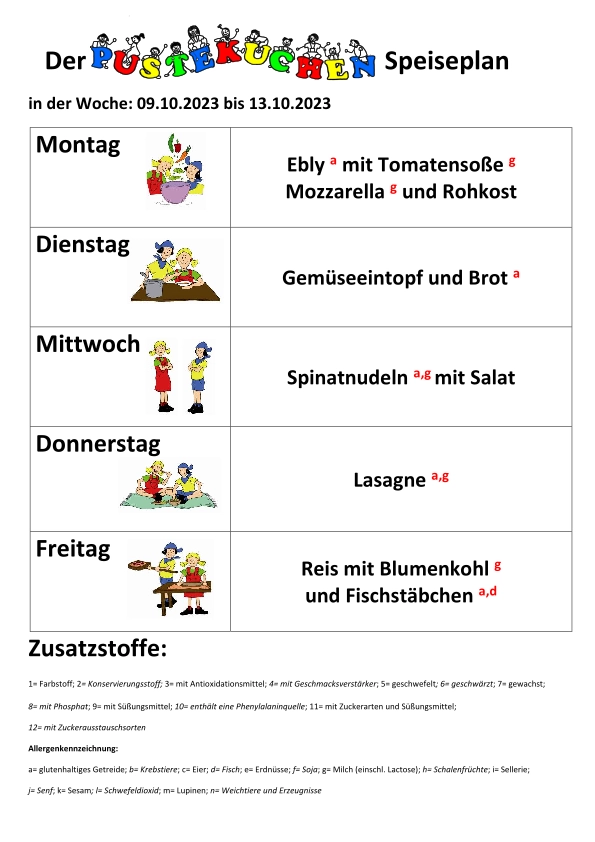 Der PUSTEKUCHEN Speiseplan
in der Woche: 09.10.2023 bis 13.10.2023
Montag
Ebly a mit Tomatensoße g
Mozzarella g und Rohkost
Dienstag
Gemüseeintopf und Brot a
Mittwoch
Spinatnudeln a,g mit Salat
Donnerstag
Lasagne a,g
Freitag
Reis mit Blumenkohl g
und Fischstäbchen a,d
Zusatzstoffe:
1= Farbstoff; 2= Konservierungsstoff; 3= mit Antioxidationsmittel; 4= mit Geschmacksverstärker; 5= geschwefelt; 6= geschwärzt; 7= gewachst;
8= mit Phosphat; 9= mit Süßungsmittel; 10= enthält eine Phenylalaninquelle; 11= mit Zuckerarten und Süßungsmittel;
12= mit Zuckeraustauschsorten
Allergenkennzeichnung:
a= glutenhaltiges Getreide; b= Krebstiere; c= Eier; d= Fisch; e= Erdnüsse; f= Soja; g= Milch (einschl. Lactose); h= Schalenfrüchte; i= Sellerie;
j= Senf; k= Sesam; l= Schwefeldioxid; m= Lupinen; n= Weichtiere und Erzeugnisse